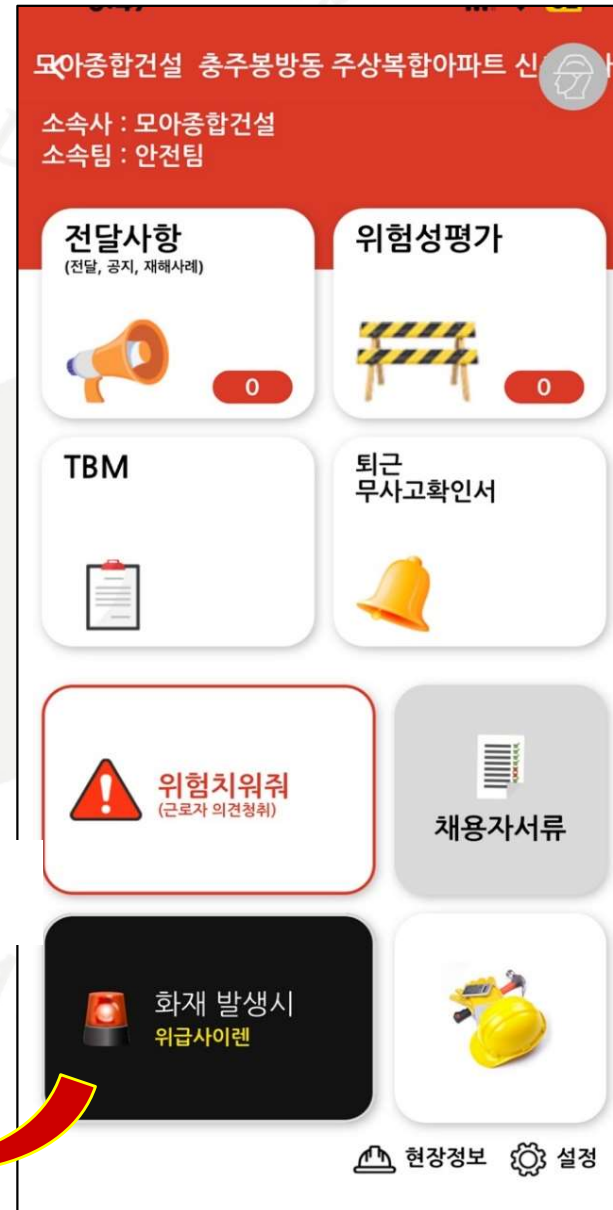 모아종합건설 충주봉방동 주상복합아파트 신
소속사 : 모아종합건설
소속팀 : 안전팀
전달사항
(전달, 공지, 재해사례)
0
위험성평가
0
TBM
퇴근
무사고확인서
위험치워줘
(근로자 의견청취)
채용자서류
화재 발생시
위급사이렌
현장정보
설정